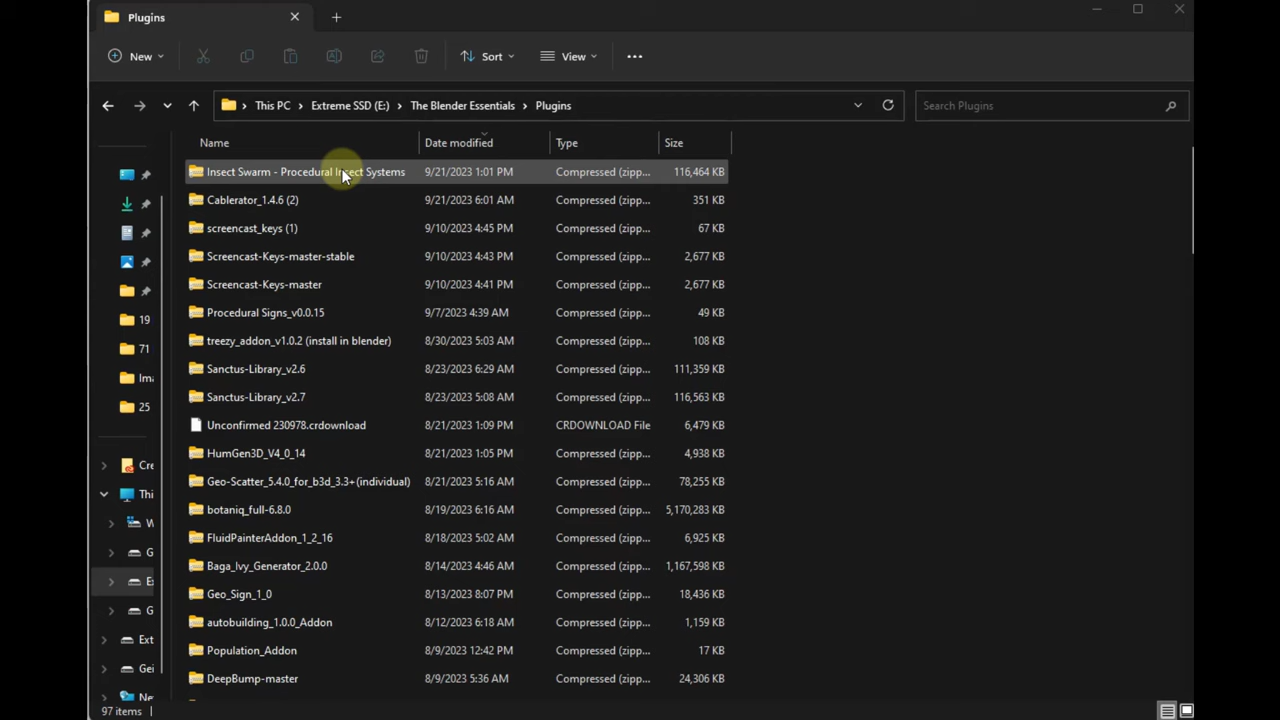 Plugins
New
Sort
View
This PC > Extreme SSD (E:) > The Blender Essentials > Plugins
Search Plugins
Name Date modified Type Size
Insect Swarm - Procedural Insect Systems 9/21/2023 1:01 PM Compressed (zipp... 116,464 KB
Cablerator_1.4.6 (2) 9/21/2023 6:01 AM Compressed (zipp... 351 KB
screencast_keys (1) 9/10/2023 4:45 PM Compressed (zipp... 67 KB
Screencast-Keys-master-stable 9/10/2023 4:43 PM Compressed (zipp... 2,677 KB
Screencast-Keys-master 9/10/2023 4:41 PM Compressed (zipp... 2,677 KB
Procedural Signs_v0.0.15 9/7/2023 4:39 AM Compressed (zipp... 49 KB
19
treezy_addon_v1.0.2 (install in blender) 8/30/2023 5:03 AM Compressed (zipp... 108 KB
71
Sanctus-Library_v2.6 8/23/2023 6:29 AM Compressed (zipp... 111,359 KB
Ima
Sanctus-Library_v2.7 8/23/2023 5:08 AM Compressed (zipp... 116,563 KB
25
Unconfirmed 230978.crdownload 8/21/2023 1:09 PM CRDOWNLOAD File 6,479 KB
HumGen3D_V4_0_14 8/21/2023 1:05 PM Compressed (zipp... 4,938 KB
Cre
Geo-Scatter_5.4.0_for_b3d_3.3+(individual) 8/21/2023 5:16 AM Compressed (zipp... 78,255 KB
Thi
botaniq_full-6.8.0 8/19/2023 6:16 AM Compressed (zipp... 5,170,283 KB
W
FluidPainterAddon_1_2_16 8/18/2023 5:02 AM Compressed (zipp... 6,925 KB
G
Baga_Ivy_Generator_2.0.0 8/14/2023 4:46 AM Compressed (zipp... 1,167,598 KB
E
Geo_Sign_1_0 8/13/2023 8:07 PM Compressed (zipp... 18,436 KB
G
autobuilding_1.0.0_Addon 8/12/2023 6:18 AM Compressed (zipp... 1,159 KB
Ext
Population_Addon 8/9/2023 12:42 PM Compressed (zipp... 17 KB
Gei
DeepBump-master 8/9/2023 5:36 AM Compressed (zipp... 24,306 KB
Ne
97 items